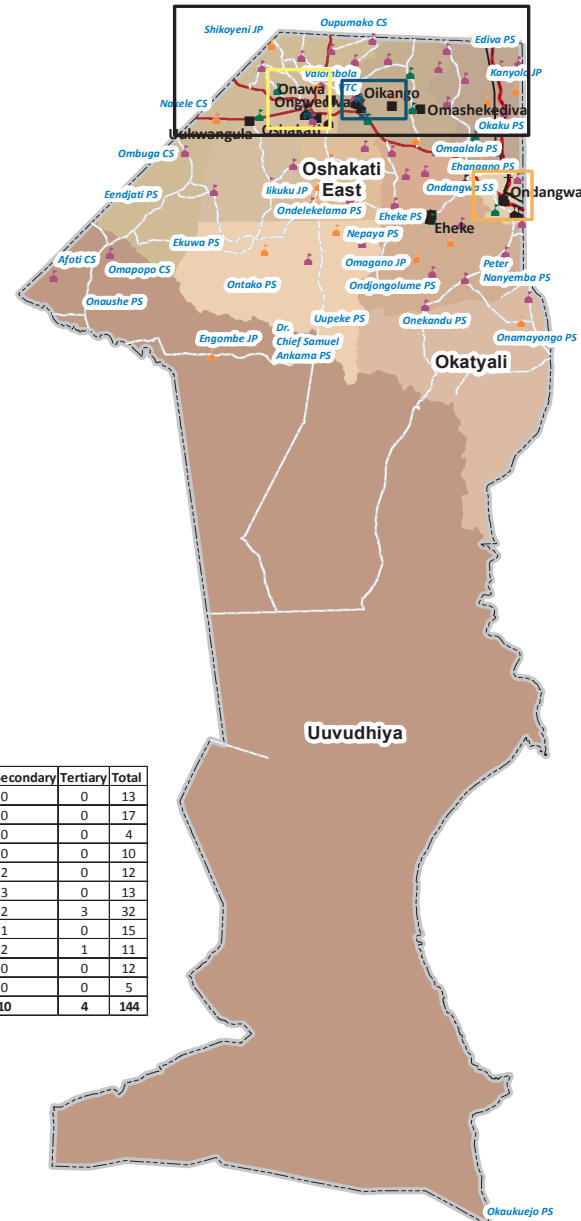 Oupumako CS
Shikoyeni JP
Ediva PS
Valombola
VTC
Kanyola JP
Onawa
Oikango
Ongwediva
Nakele CS
Omashekediva
Uukwangula
Oshakati
Okaku PS
Ombuga CS
Omaalala PS
Ehangano PS
Oshakati
East
Eendjati PS
Iikuku JP
Ondangwa SS
Ondangwa
Ondelekelama PS
Eheke PS
Eheke
Ekuwa PS
Nepaya PS
Afoti CS
Omapopo CS
Omagano JP
Peter
Nanyemba PS
Ontako PS
Ondjongolume PS
Onaushe PS
Uupeke PS
Onekandu PS
Engombe JP
Dr.
Chief Samuel
Ankama PS
Onamayongo PS
Okatyali
Uuvudhiya
econdary Tertiary Total
0 0 13
0 0 17
0 0 4
0 0 10
2 0 12
3 0 13
2 3 32
1 0 15
2 1 11
0 0 12
0 0 5
10 4 144
Okaukuejo PS